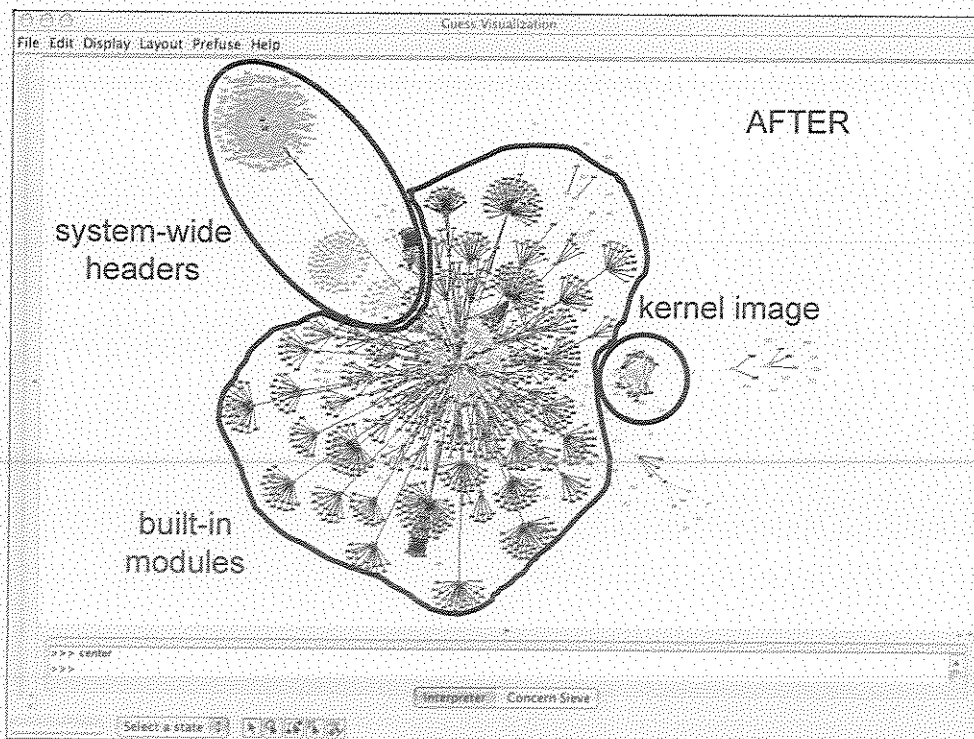 Guess Visualization
File Edit Display Layout Prefuse Help
AFTER
system-wide
headers
kernel image
built-in
modules
>>> center
>>>
Interpreter Concern Sieve
Select a state